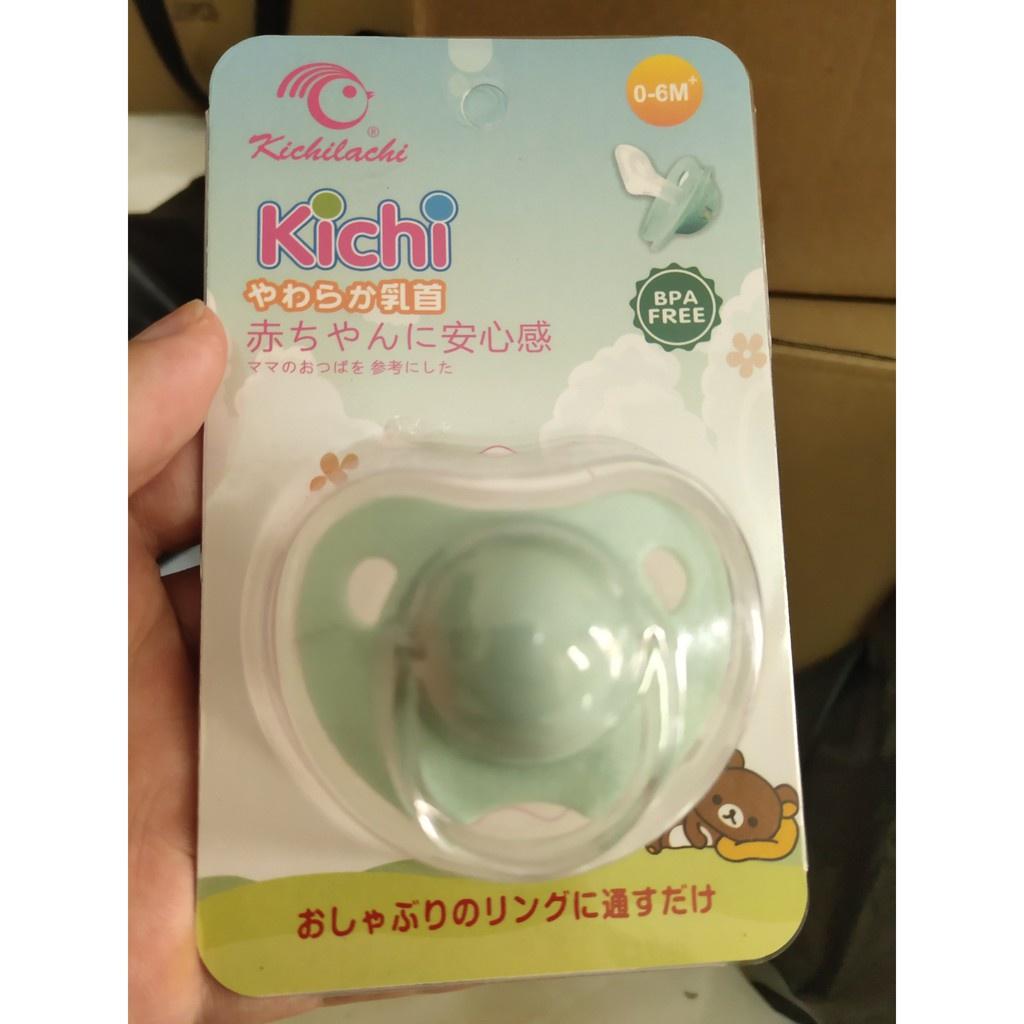 Kichilachi®
0-6M+
Kichi
やわらか乳首
赤ちゃんに安心感
ママのおつぱを 参考にした
BPA
FREE
おしゃぶりのリングに通すだけ